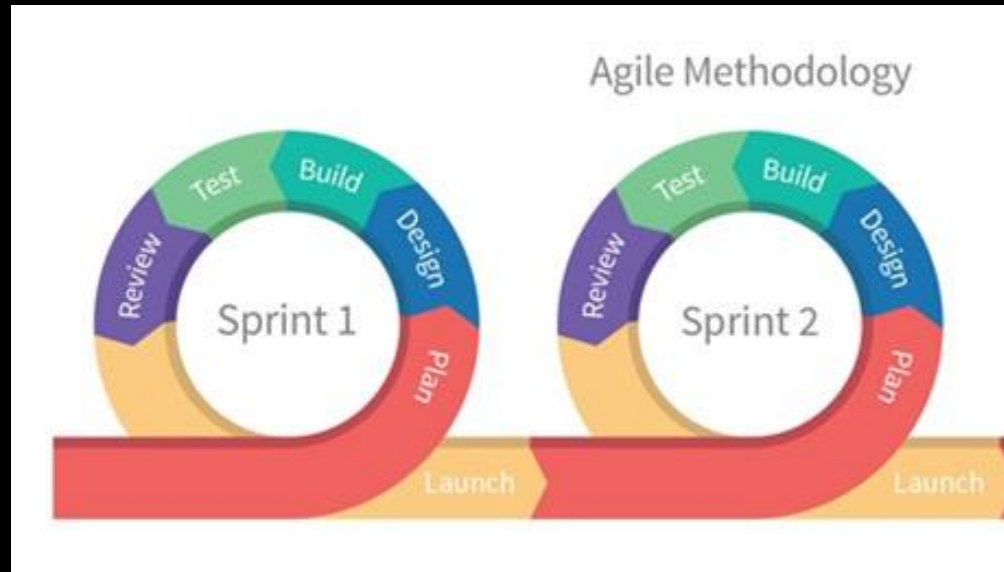 Agile Methodology
Test
Build
Review
Design
Sprint 1
Plan
Launch
Test
Build
Review
Design
Sprint 2
Plan
Launch